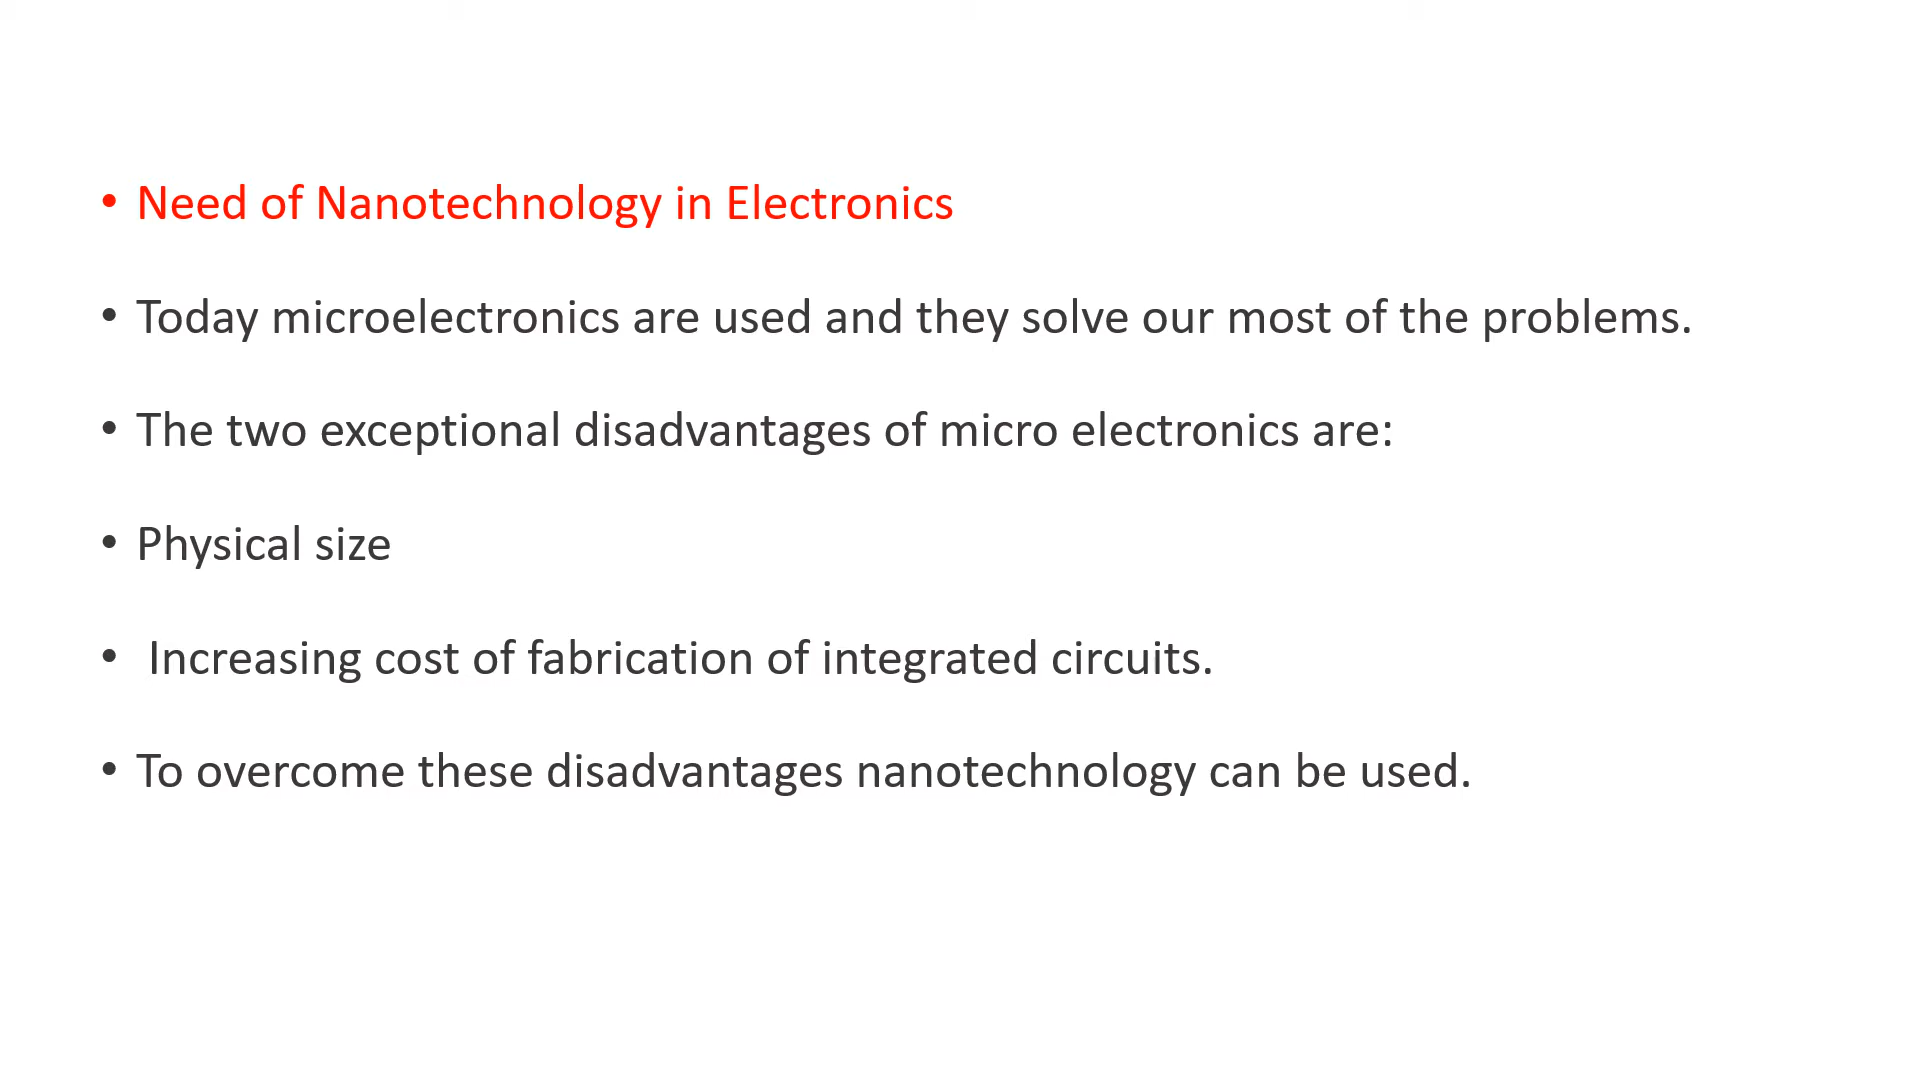 • Need of Nanotechnology in Electronics
• Today microelectronics are used and they solve our most of the problems.
• The two exceptional disadvantages of micro electronics are:
• Physical size
• Increasing cost of fabrication of integrated circuits.
• To overcome these disadvantages nanotechnology can be used.